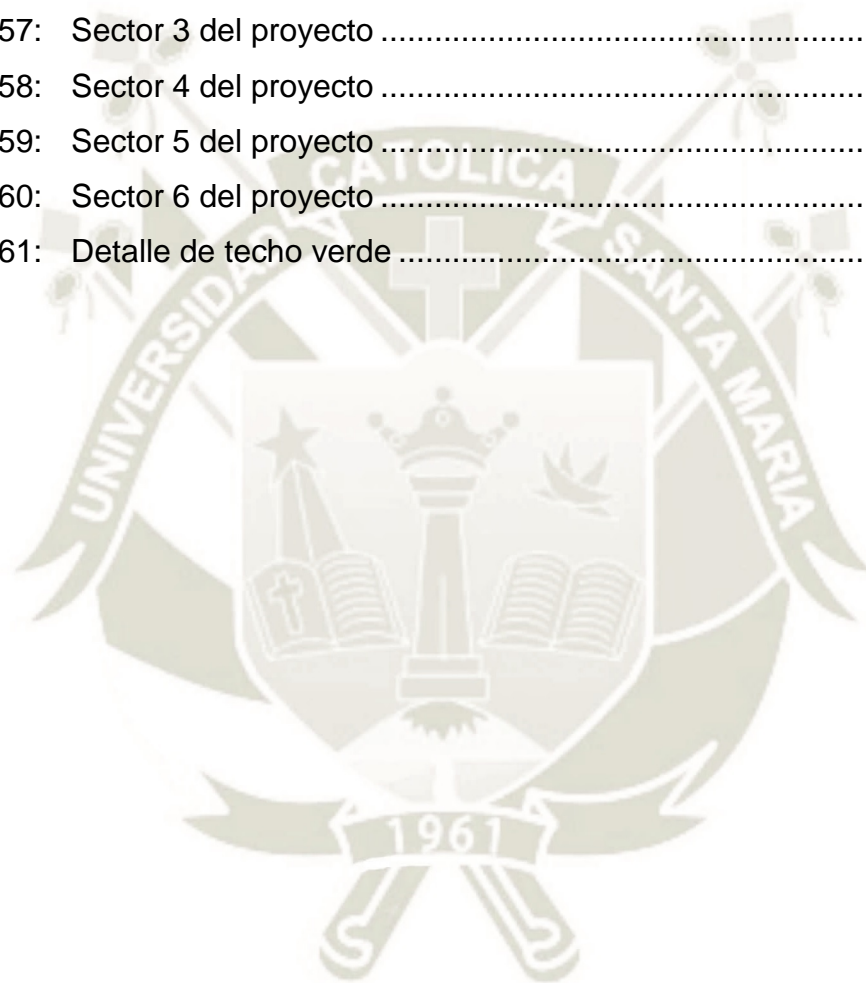 57: Sector 3 del proyecto ....................................................
58: Sector 4 del proyecto ....................................................
59: Sector 5 del proyecto ....................................................
60: Sector 6 del proyecto ....................................................
61: Detalle de techo verde ..................................................
UNIVERSIDAD CATOLICA SANTA MARIA
1961